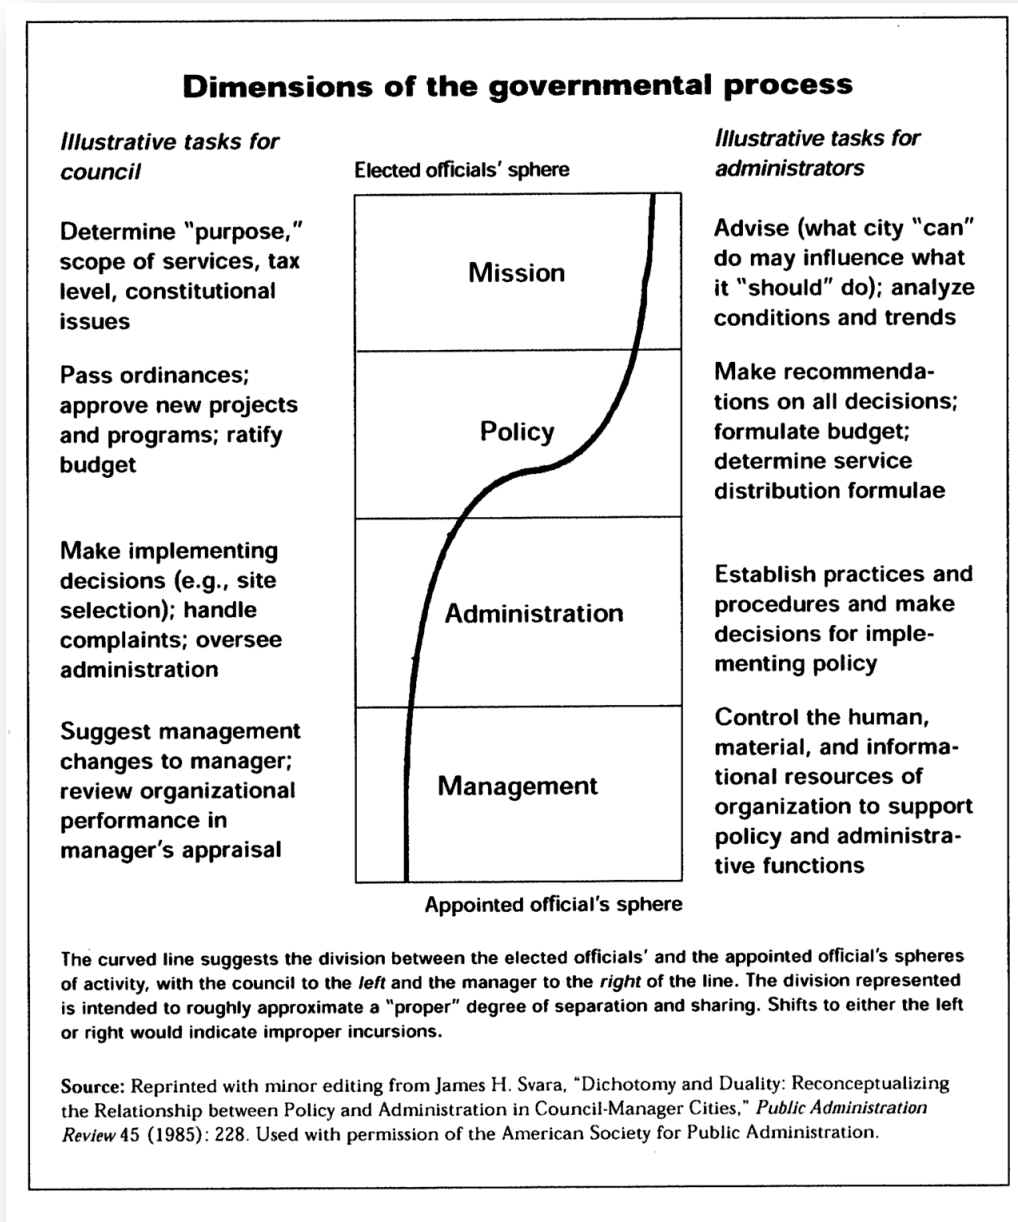 Dimensions of the governmental process
Illustrative tasks for
council
Elected officials' sphere
Illustrative tasks for
administrators
Determine "purpose,"
scope of services, tax
level, constitutional
issues
Mission
Advise (what city "can"
do may influence what
it "should" do); analyze
conditions and trends
Pass ordinances;
approve new projects
and programs; ratify
budget
Policy
Make recommenda-
tions on all decisions;
formulate budget;
determine service
distribution formulae
Make implementing
decisions (e.g., site
selection); handle
complaints; oversee
administration
Administration
Establish practices and
procedures and make
decisions for imple-
menting policy
Suggest management
changes to manager;
review organizational
performance in
manager's appraisal
Management
Control the human,
material, and informa-
tional resources of
organization to support
policy and administra-
tive functions
Appointed official's sphere
The curved line suggests the division between the elected officials' and the appointed official's spheres
of activity, with the council to the left and the manager to the right of the line. The division represented
is intended to roughly approximate a "proper" degree of separation and sharing. Shifts to either the left
or right would indicate improper incursions.
Source: Reprinted with minor editing from James H. Svara, "Dichotomy and Duality: Reconceptualizing
the Relationship between Policy and Administration in Council-Manager Cities," Public Administration
Review 45 (1985): 228. Used with permission of the American Society for Public Administration.